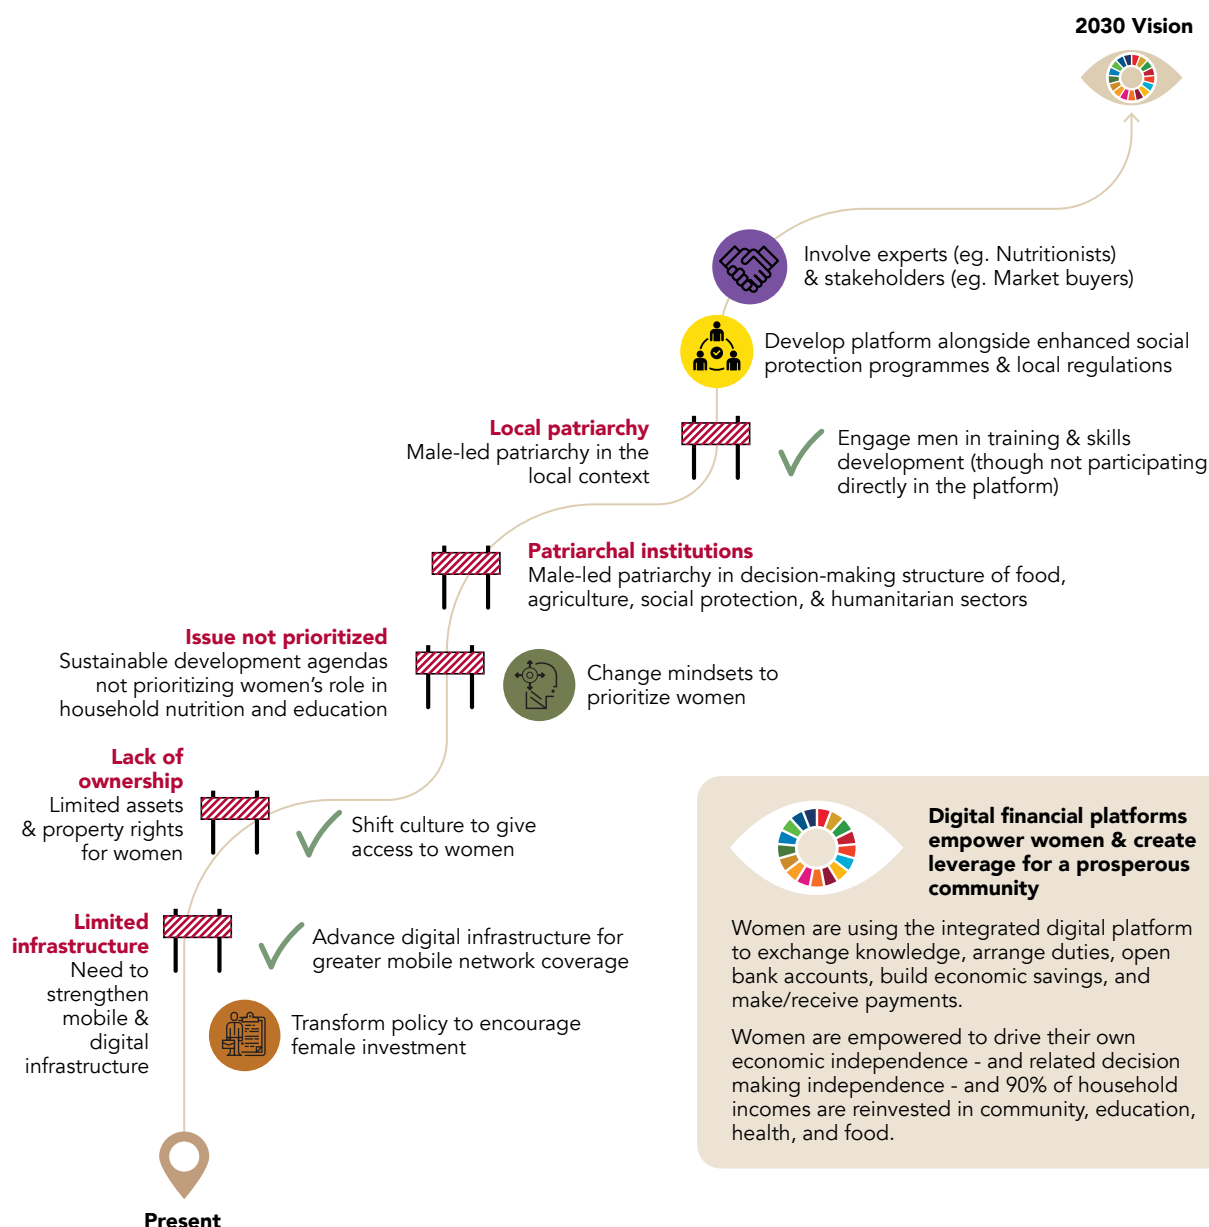 2030 Vision
Involve experts (eg. Nutritionists)
& stakeholders (eg. Market buyers)
Develop platform alongside enhanced social
protection programmes & local regulations
Local patriarchy
Male-led patriarchy in the
local context
Engage men in training & skills
development (though not participating
directly in the platform)
Patriarchal institutions
Male-led patriarchy in decision-making structure of food,
agriculture, social protection, & humanitarian sectors
Issue not prioritized
Sustainable development agendas
not prioritizing women’s role in
household nutrition and education
Change mindsets to
prioritize women
Lack of
ownership
Limited assets
& property rights
for women
Shift culture to give
access to women
Limited
infrastructure
Need to
strengthen
mobile &
digital
infrastructure
Advance digital infrastructure for
greater mobile network coverage
Transform policy to encourage
female investment
Present
Digital financial platforms
empower women & create
leverage for a prosperous
community
Women are using the integrated digital platform
to exchange knowledge, arrange duties, open
bank accounts, build economic savings, and
make/receive payments.
Women are empowered to drive their own
economic independence - and related decision
making independence - and 90% of household
incomes are reinvested in community, education,
health, and food.